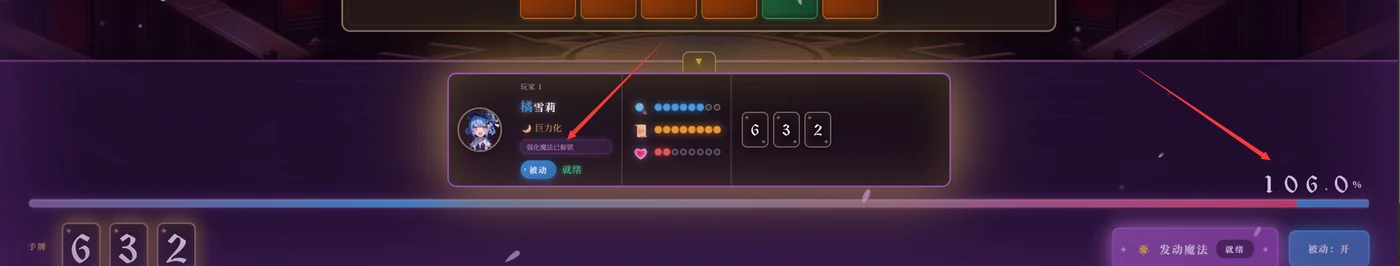 玩家 1
橘雪莉
巨力化
强化魔法已解锁
被动 就绪
6 3 2
106.0%
手牌
6 3 2
发动魔法 就绪
被动：开